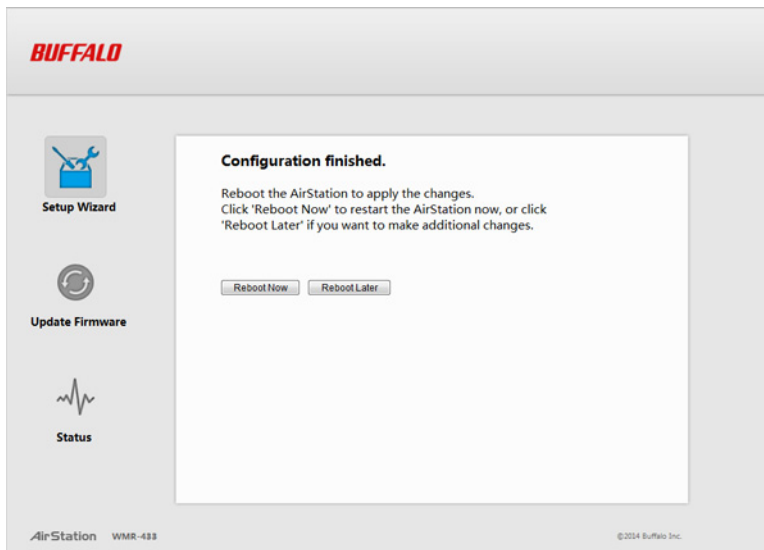 BUFFALO
Setup Wizard
Update Firmware
Status
Configuration finished.
Reboot the AirStation to apply the changes.
Click 'Reboot Now' to restart the AirStation now, or click
'Reboot Later' if you want to make additional changes.
Reboot Now Reboot Later
AirStation WMR-433 ©2014 Buffalo Inc.